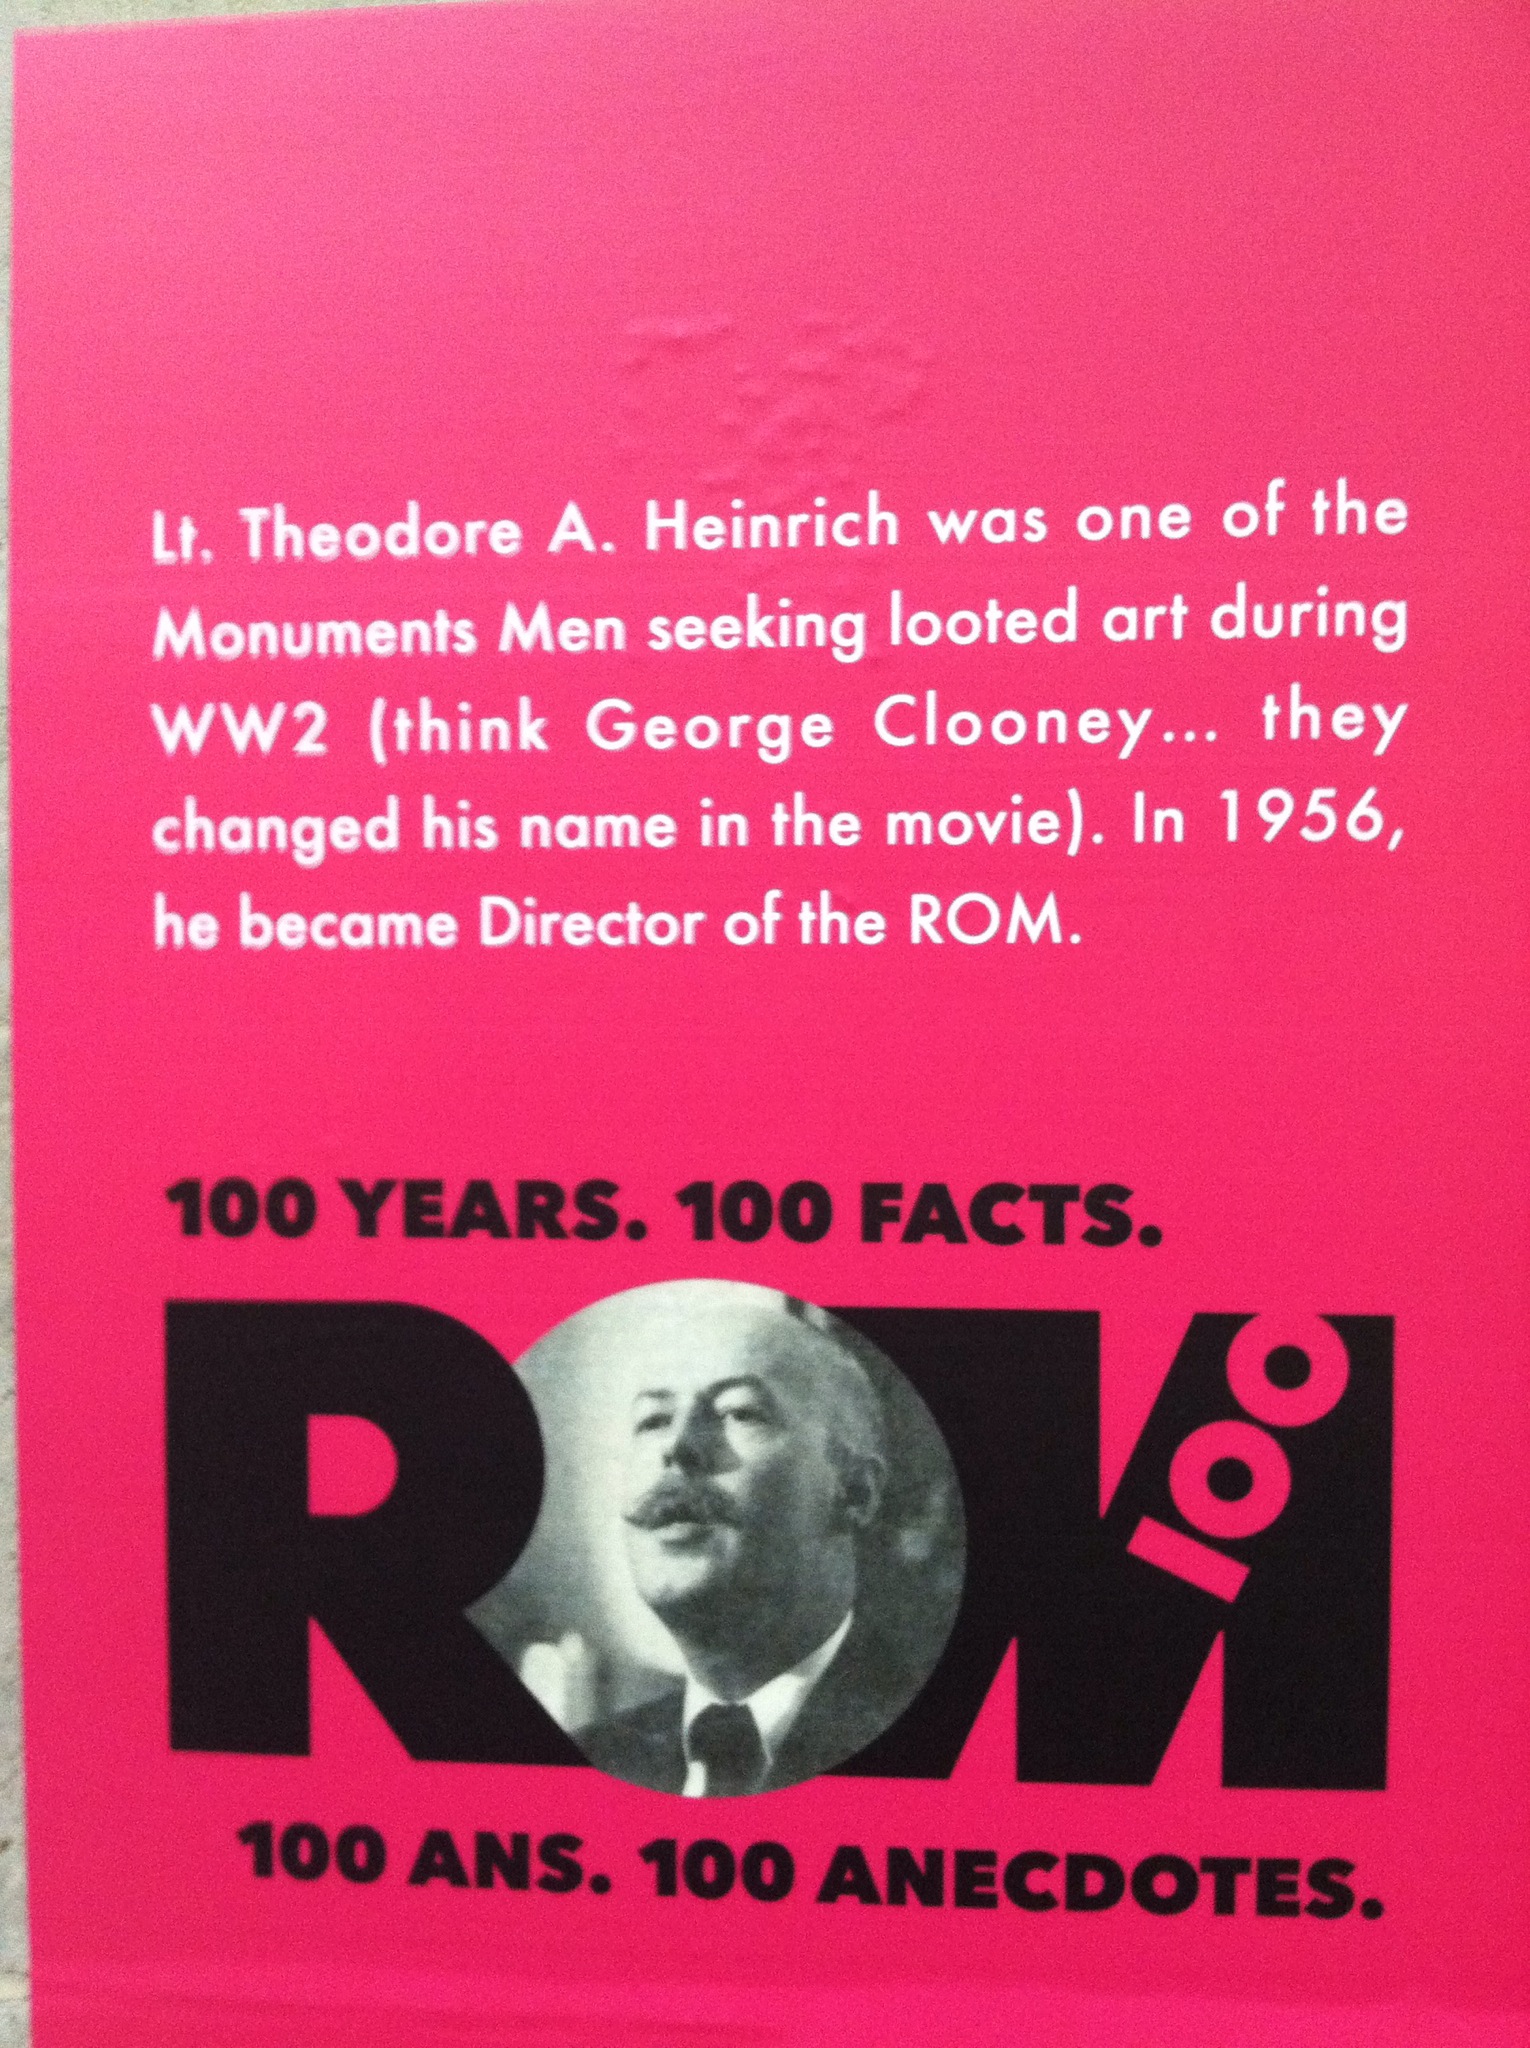 Lt. Theodore A. Heinrich was one of the
Monuments Men seeking looted art during
WW2 (think George Clooney... they
changed his name in the movie). In 1956,
he became Director of the ROM.
100 YEARS. 100 FACTS.
ROM 100
100 ANS. 100 ANECDOTES.